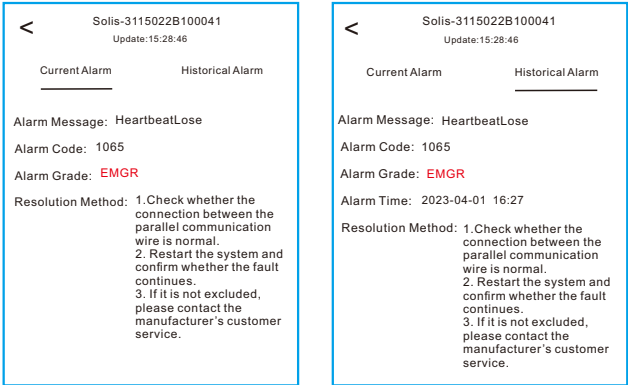 <
Solis-3115022B100041
Update:15:28:46
Current Alarm
Historical Alarm
Alarm Message: HeartbeatLose
Alarm Code: 1065
Alarm Grade: EMGR
Resolution Method: 1.Check whether the
connection between the
parallel communication
wire is normal.
2. Restart the system and
confirm whether the fault
continues.
3. If it is not excluded,
please contact the
manufacturer's customer
service.
<
Solis-3115022B100041
Update:15:28:46
Current Alarm
Historical Alarm
Alarm Message: HeartbeatLose
Alarm Code: 1065
Alarm Grade: EMGR
Alarm Time: 2023-04-01 16:27
Resolution Method: 1.Check whether the
connection between the
parallel communication
wire is normal.
2. Restart the system and
confirm whether the fault
continues.
3. If it is not excluded,
please contact the
manufacturer's customer
service.